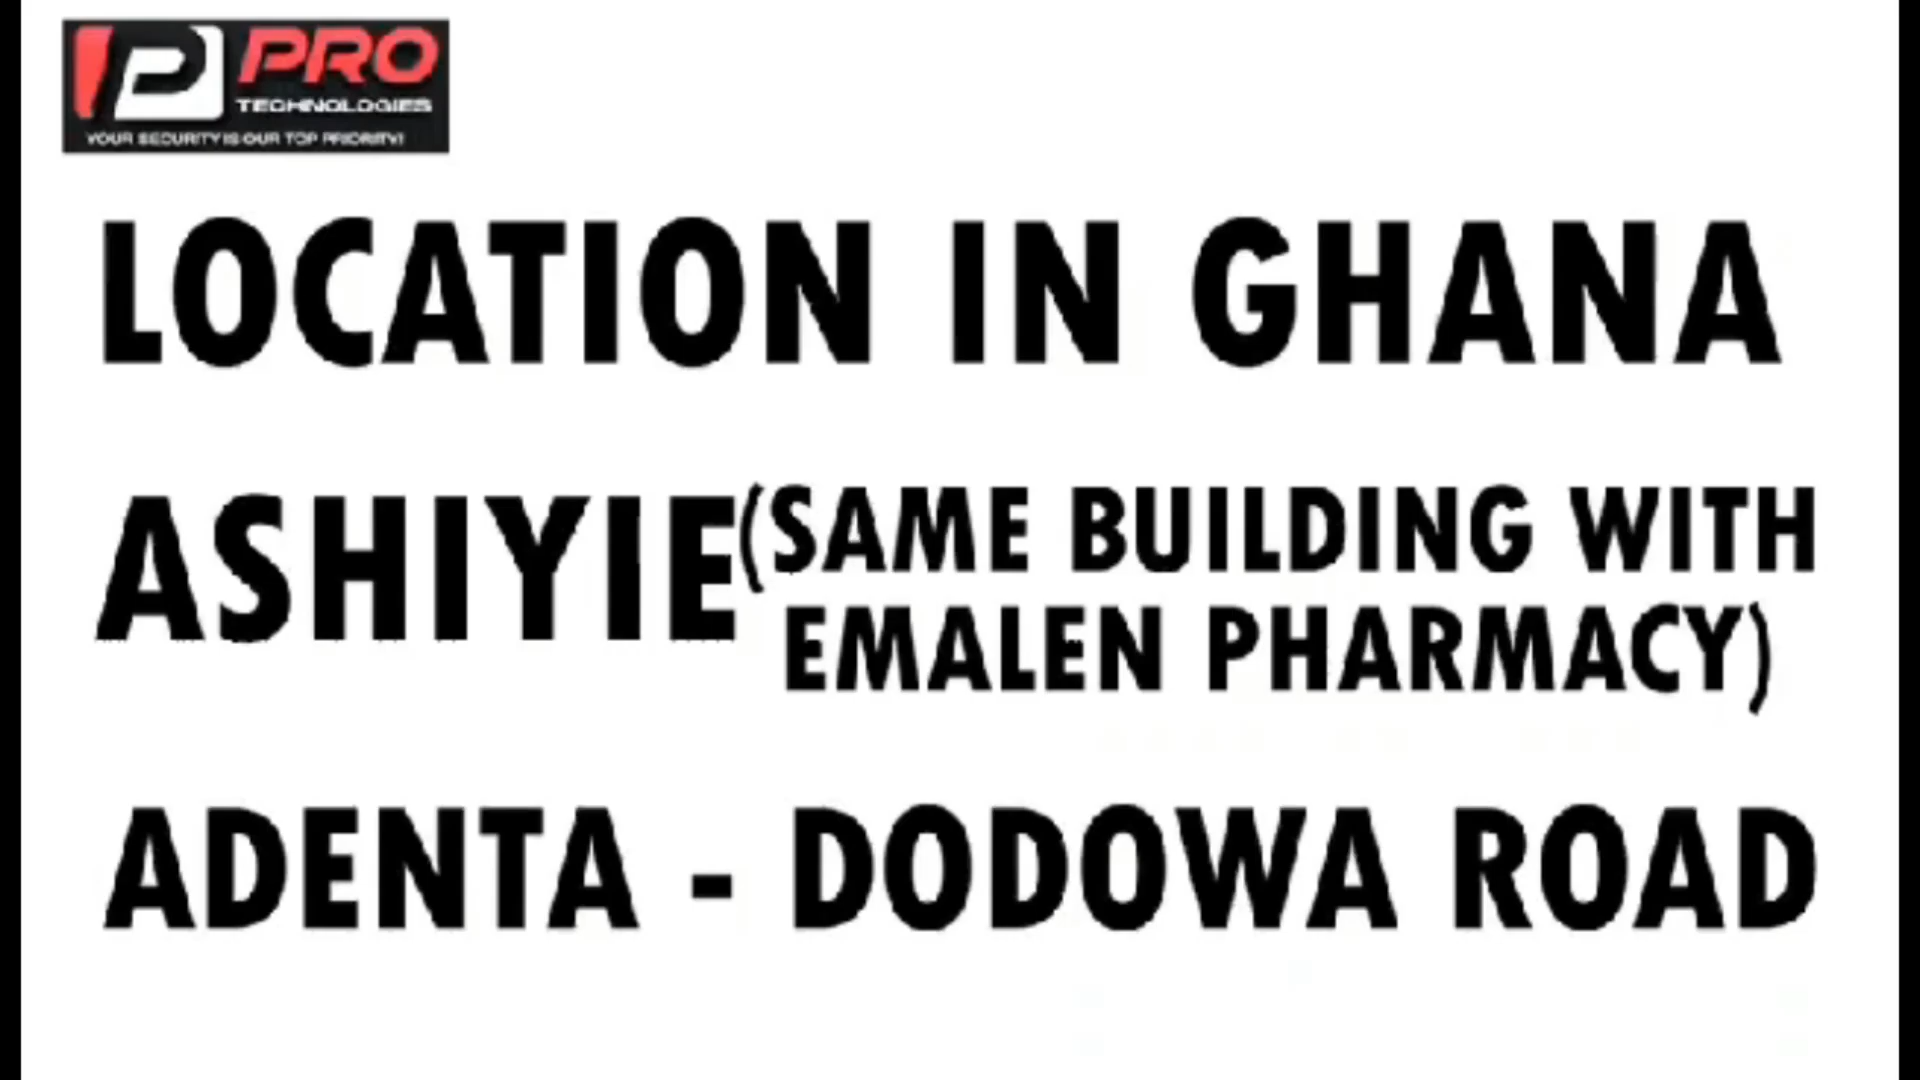 PRO
TECHNOLOGIES
YOUR SECURITY IS OUR TOP PRIORITY!
LOCATION IN GHANA
ASHIYIE (SAME BUILDING WITH
EMALEN PHARMACY)
ADENTA - DODOWA ROAD